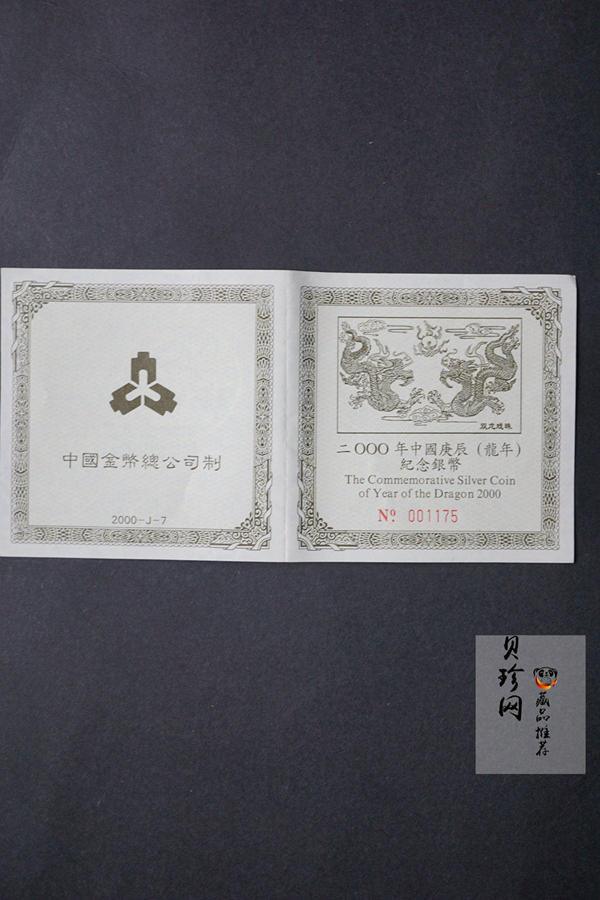 中國金幣總公司制
2000-J-7
双龙戏珠
二OOO 年中國庚辰（龍年）
紀念銀幣
The Commemorative Silver Coin
of Year of the Dragon 2000
Nº 001175
贝珍网
藏品推荐